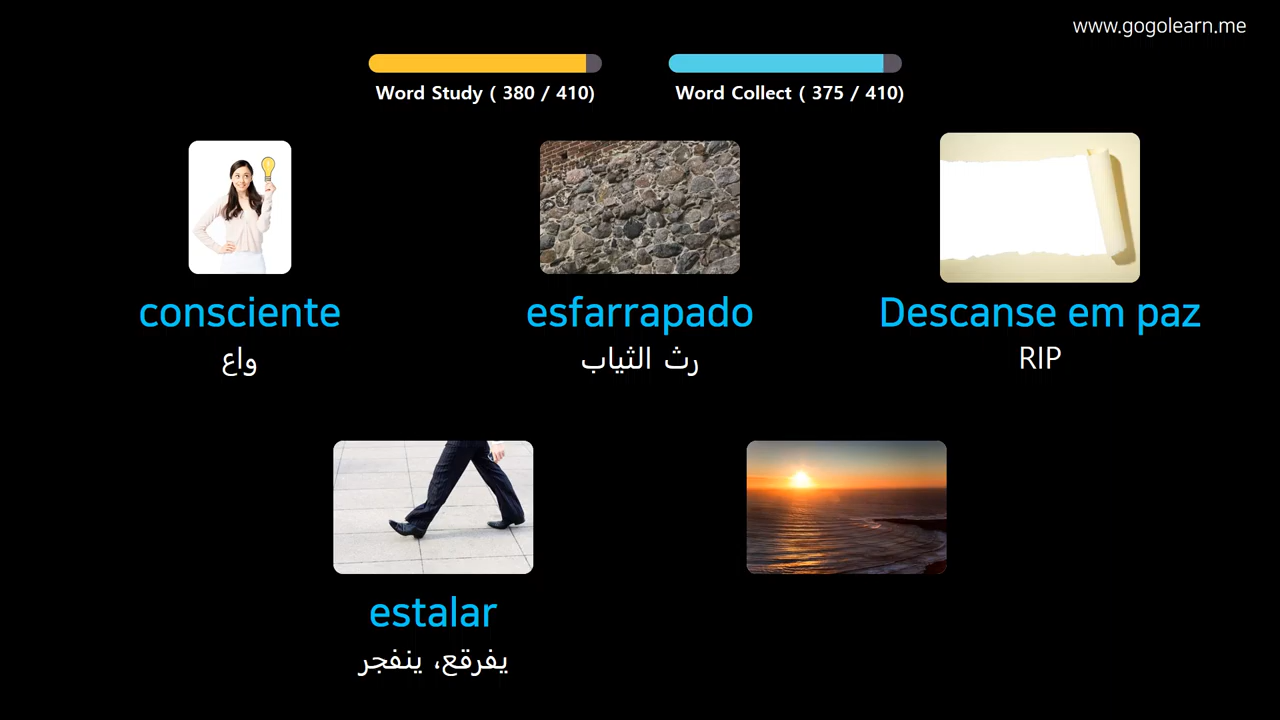 www.gogolearn.me
Word Study ( 380 / 410)
Word Collect ( 375 / 410)
consciente
واع
esfarrapado
رث الثياب
Descanse em paz
RIP
estalar
يفرقع، ينفجر